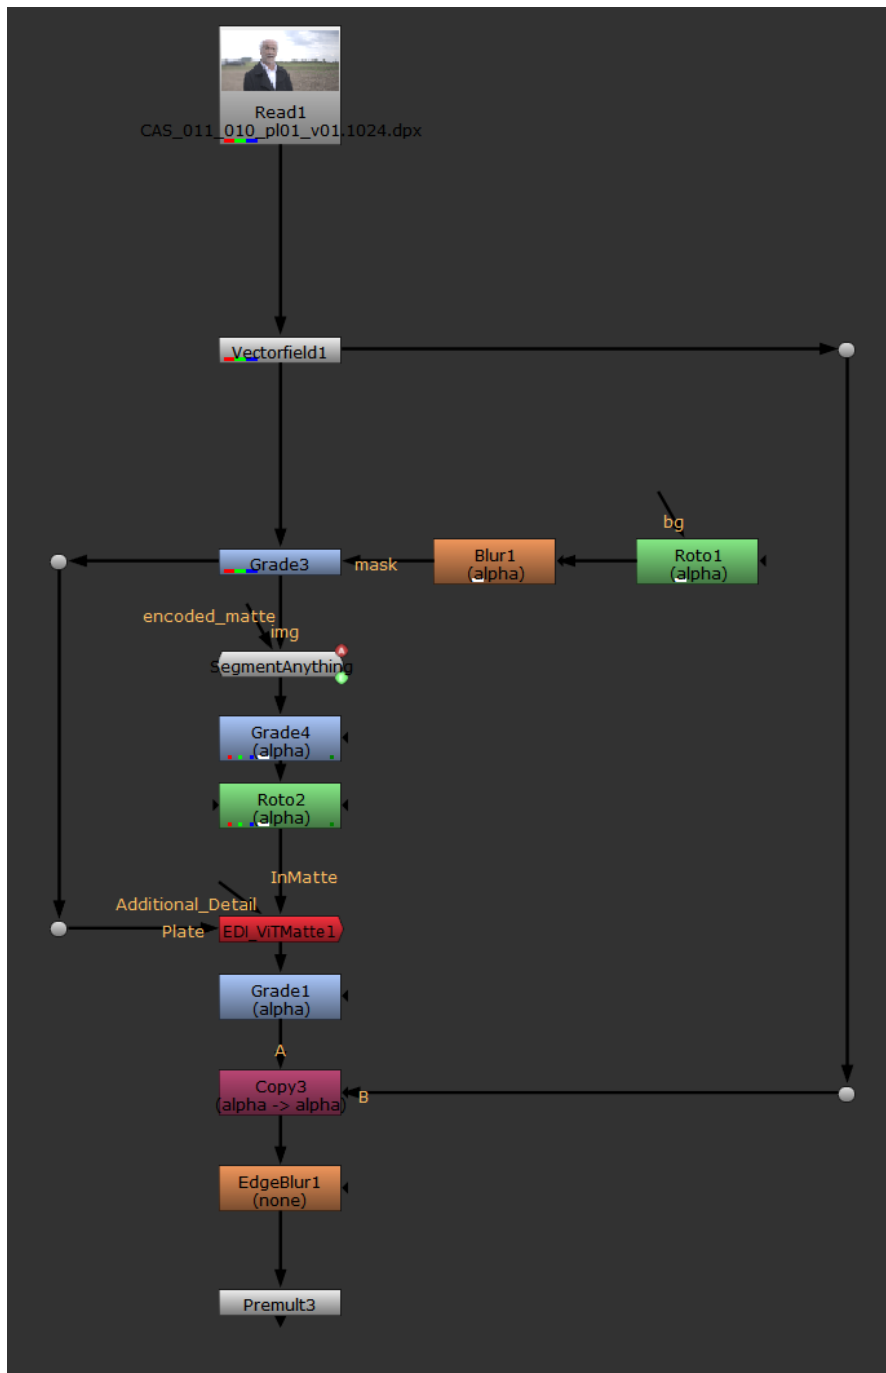 Read1
CAS_011_010_pl01_v01.1024.dpx
Vectorfield1
bg
Grade3
mask
Blur1
(alpha)
Roto1
(alpha)
encoded_matte
img
SegmentAnything
A
Grade4
(alpha)
Roto2
(alpha)
InMatte
Additional_Detail
Plate
EDI_ViTMatte1
Grade1
(alpha)
A
Copy3
(alpha -> alpha)
B
EdgeBlur1
(none)
Premult3